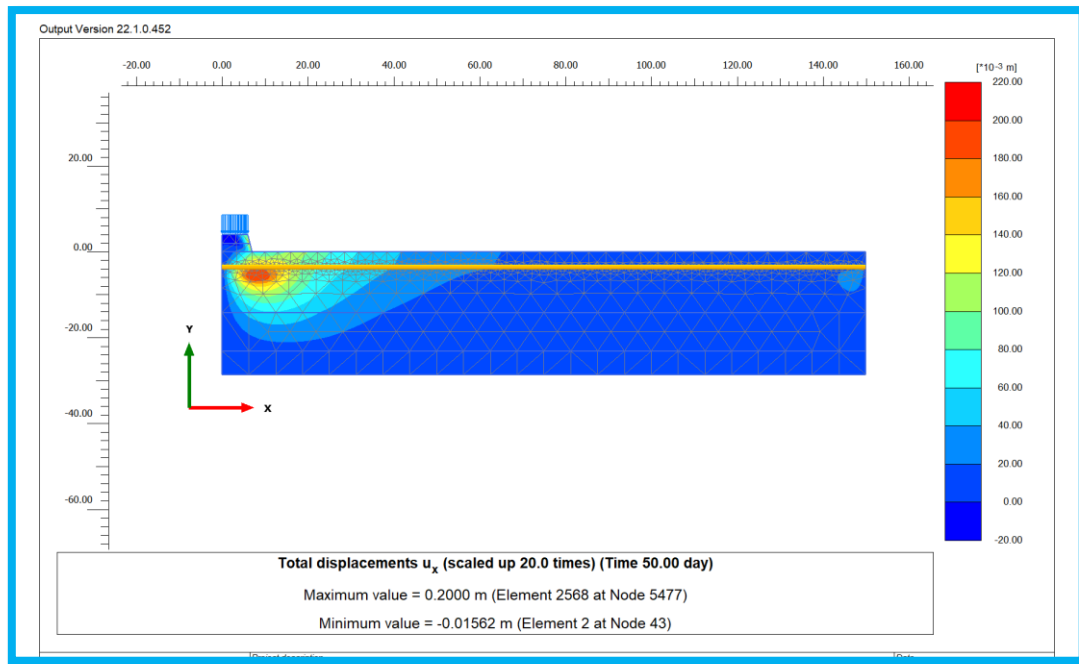 Output Version 22.1.0.452
-20.00 0.00 20.00 40.00 60.00 80.00 100.00 120.00 140.00 160.00
[*10⁻³ m]
220.00
200.00
20.00
180.00
160.00
140.00
0.00
120.00
100.00
-20.00
80.00
Y
60.00
X
-40.00
40.00
20.00
-60.00
0.00
-20.00
Total displacements uₓ (scaled up 20.0 times) (Time 50.00 day)
Maximum value = 0.2000 m (Element 2568 at Node 5477)
Minimum value = -0.01562 m (Element 2 at Node 43)
Project description Date